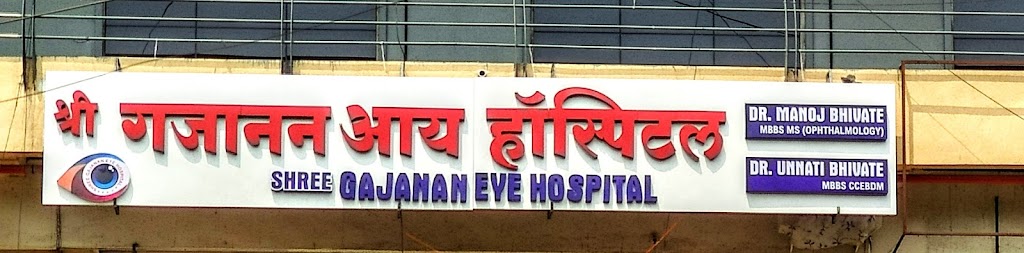 श्री गजानन आय हॉस्पिटल
SHREE GAJANAN EYE HOSPITAL
DR. MANOJ BHIVATE
MBBS MS (OPHTHALMOLOGY)
DR. UNNATI BHIVATE
MBBS CCEBDM